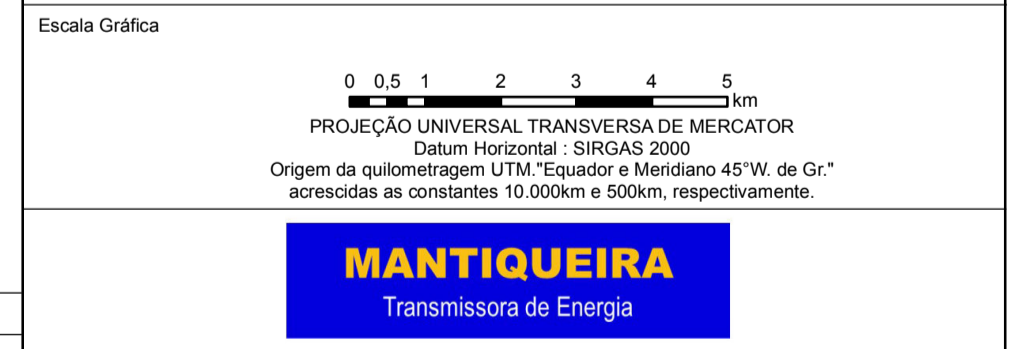 Escala Gráfica
0 0,5 1 2 3 4 5
km
PROJEÇÃO UNIVERSAL TRANSVERSA DE MERCATOR
Datum Horizontal : SIRGAS 2000
Origem da quilometragem UTM."Equador e Meridiano 45°W. de Gr."
acrescidas as constantes 10.000km e 500km, respectivamente.
MANTIQUEIRA
Transmissora de Energia